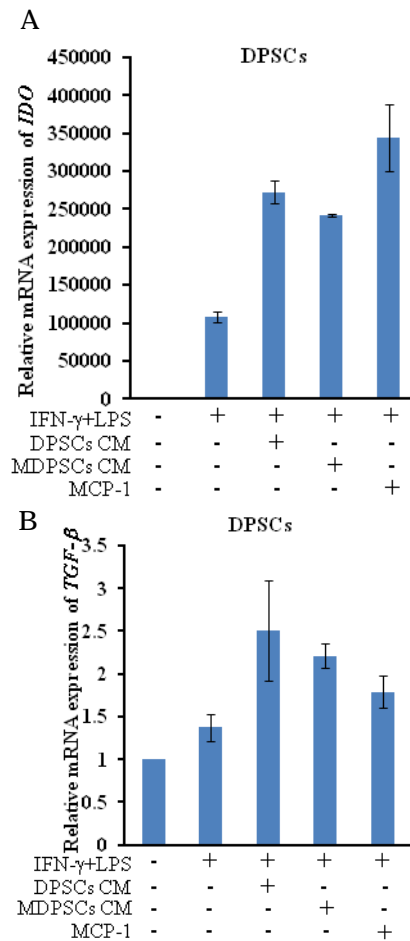 A
DPSCs
Relative mRNA expression of IDO
450000
400000
350000
300000
250000
200000
150000
100000
50000
0
IFN-γ+LPS - + + + +
DPSCs CM - - + - -
MDPSCs CM - - - + -
MCP-1 - - - - +
B
DPSCs
Relative mRNA expression of TGF-β
3.5
3
2.5
2
1.5
1
0.5
0
IFN-γ+LPS - + + + +
DPSCs CM - - + - -
MDPSCs CM - - - + -
MCP-1 - - - - +